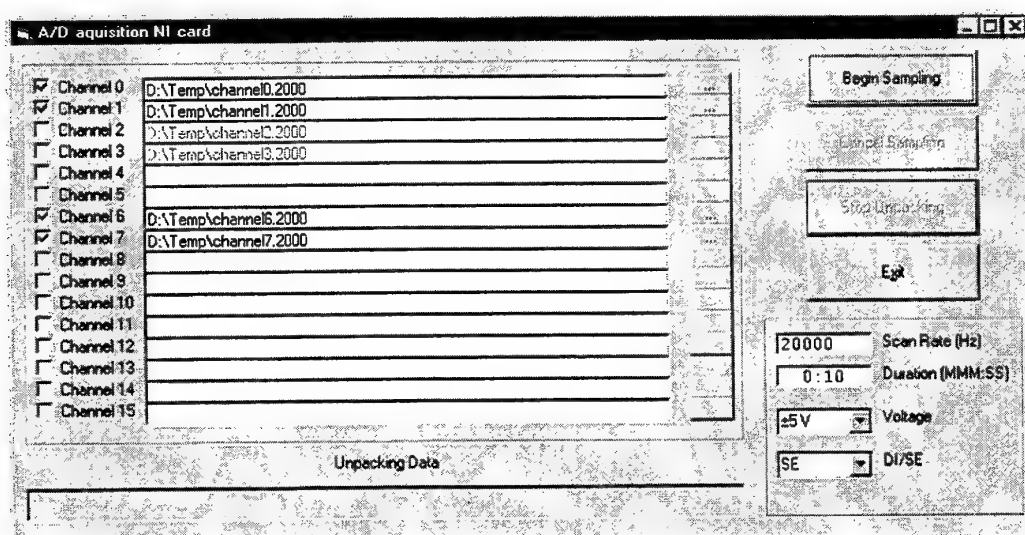 A/D aquisition NI card
Channel 0 D:\Temp\channel0.2000 ...
Channel 1 D:\Temp\channel1.2000 ...
Channel 2 D:\Temp\channel2.2000
Channel 3 D:\Temp\channel3.2000
Channel 4
Channel 5
Channel 6 D:\Temp\channel6.2000 ...
Channel 7 D:\Temp\channel7.2000 ...
Channel 8
Channel 9
Channel 10
Channel 11
Channel 12
Channel 13
Channel 14
Channel 15
Begin Sampling
Sampling
Stop Unpacking
Exit
20000 Scan Rate (Hz)
0:10 Duration (MMM:SS)
±5V Voltage
SE DI/SE
Unpacking Data